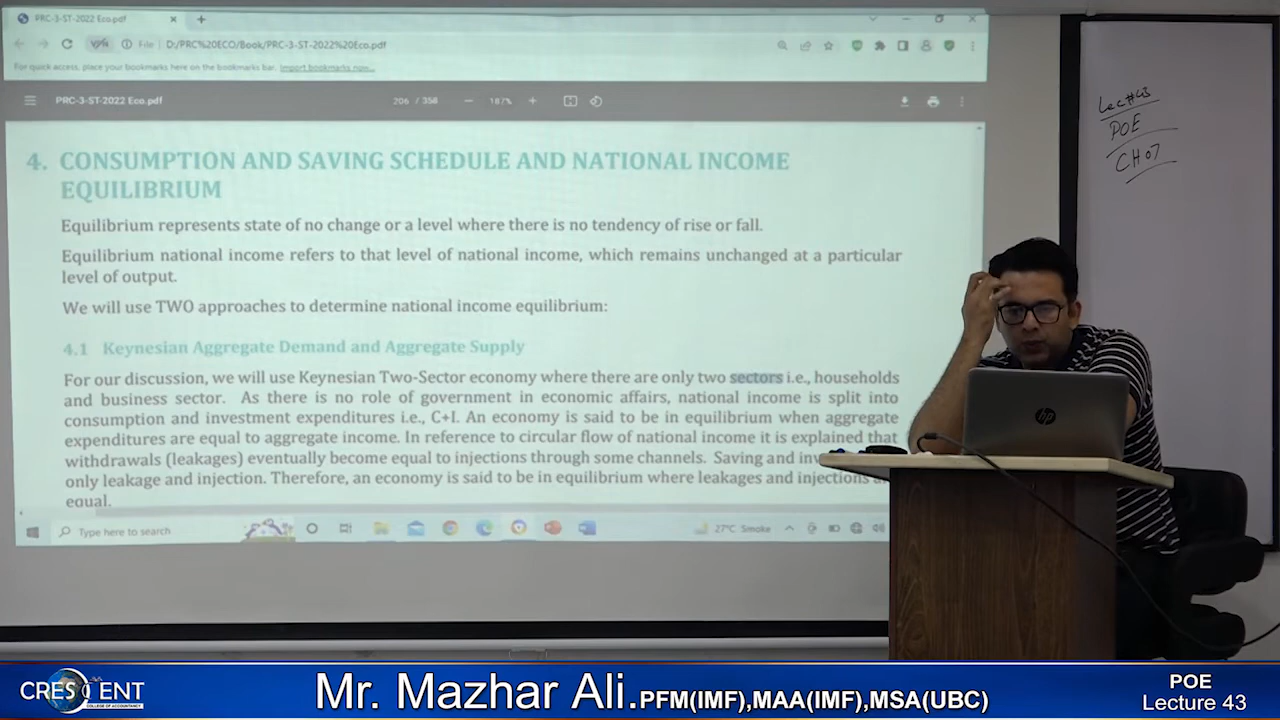 PRC-3-ST-2022 Eco.pdf
File
D:/PRC%20ECO/Book/PRC-3-ST-2022%20Eco.pdf
For quick access, place your bookmarks here on the bookmarks bar. Import bookmarks now...
PRC-3-ST-2022 Eco.pdf
206 / 358
187%
4. CONSUMPTION AND SAVING SCHEDULE AND NATIONAL INCOME
EQUILIBRIUM
Equilibrium represents state of no change or a level where there is no tendency of rise or fall.
Equilibrium national income refers to that level of national income, which remains unchanged at a particular
level of output.
We will use TWO approaches to determine national income equilibrium:
4.1 Keynesian Aggregate Demand and Aggregate Supply
For our discussion, we will use Keynesian Two-Sector economy where there are only two sectors i.e., households
and business sector. As there is no role of government in economic affairs, national income is split into
consumption and investment expenditures i.e., C+I. An economy is said to be in equilibrium when aggregate
expenditures are equal to aggregate income. In reference to circular flow of national income it is explained that
withdrawals (leakages) eventually become equal to injections through some channels. Saving and
only leakage and injection. Therefore, an economy is said to be in equilibrium where leakages and injections
equal.
Type here to search
27°C Smoke
Lec#43
POE
CH07
hp
CRESCENT
COLLEGE OF ACCOUNTANCY
Mr. Mazhar Ali.PFM(IMF),MAA(IMF),MSA(UBC)
POE
Lecture 43